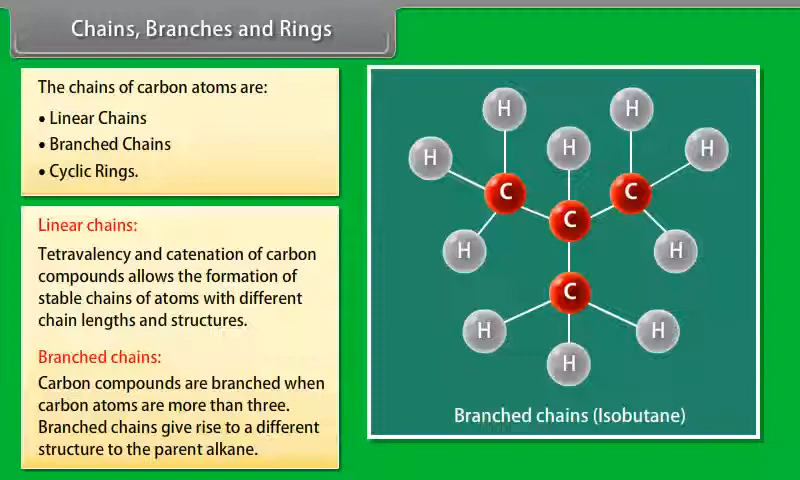 Chains, Branches and Rings
The chains of carbon atoms are:
• Linear Chains
• Branched Chains
• Cyclic Rings.
Linear chains:
Tetravalency and catenation of carbon
compounds allows the formation of
stable chains of atoms with different
chain lengths and structures.
Branched chains:
Carbon compounds are branched when
carbon atoms are more than three.
Branched chains give rise to a different
structure to the parent alkane.
H H
H H H
C C
C
H H
C
H H
H
Branched chains (Isobutane)